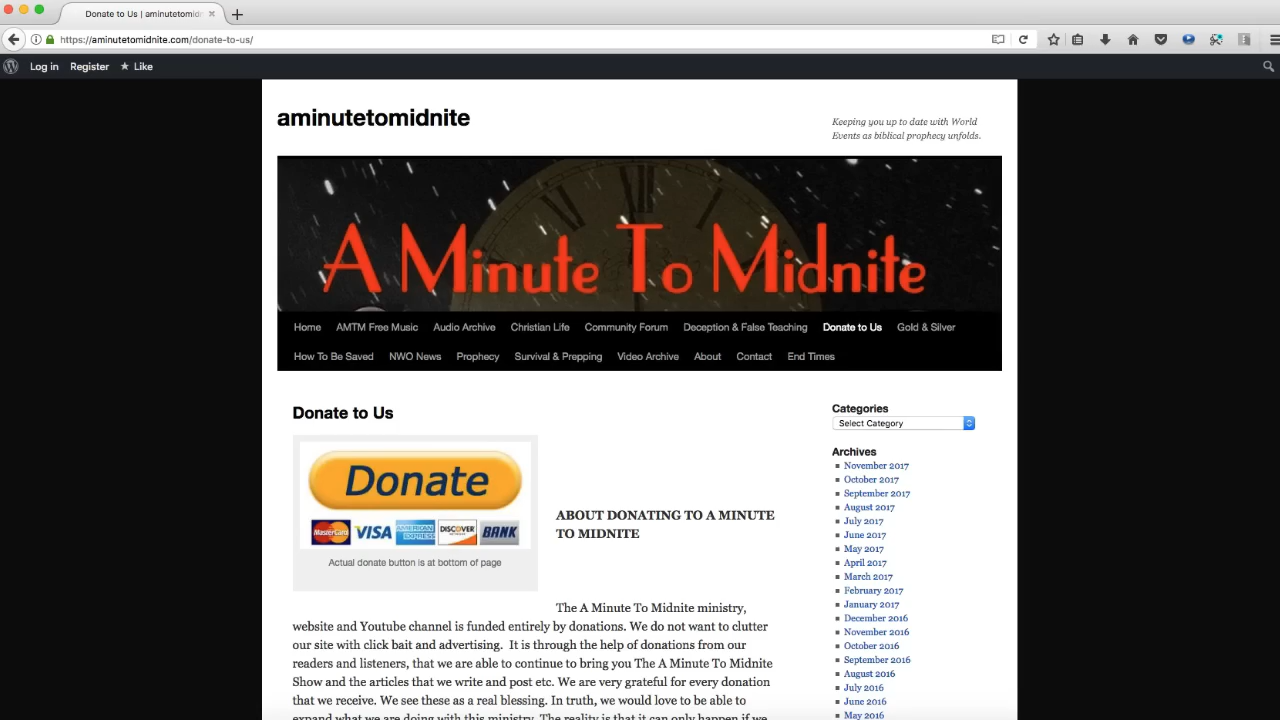 Donate to Us | aminutetomid
https://aminutetomidnite.com/donate-to-us/
Log in Register Like
aminutetomidnite
Keeping you up to date with World
Events as biblical prophecy unfolds.
A Minute To Midnite
Home AMTM Free Music Audio Archive Christian Life Community Forum Deception & False Teaching Donate to Us Gold & Silver
How To Be Saved NWO News Prophecy Survival & Prepping Video Archive About Contact End Times
Donate to Us
Donate
MasterCard VISA AMERICAN EXPRESS DISCOVER BANK
Actual donate button is at bottom of page
ABOUT DONATING TO A MINUTE
TO MIDNITE
The A Minute To Midnite ministry,
website and Youtube channel is funded entirely by donations. We do not want to clutter
our site with click bait and advertising.  It is through the help of donations from our
readers and listeners, that we are able to continue to bring you The A Minute To Midnite
Show and the articles that we write and post etc. We are very grateful for every donation
that we receive. We see these as a real blessing. In truth, we would love to be able to
expand what we are doing with this ministry. The reality is that it can only happen if we
Categories
Select Category
Archives
November 2017
October 2017
September 2017
August 2017
July 2017
June 2017
May 2017
April 2017
March 2017
February 2017
January 2017
December 2016
November 2016
October 2016
September 2016
August 2016
July 2016
June 2016
May 2016